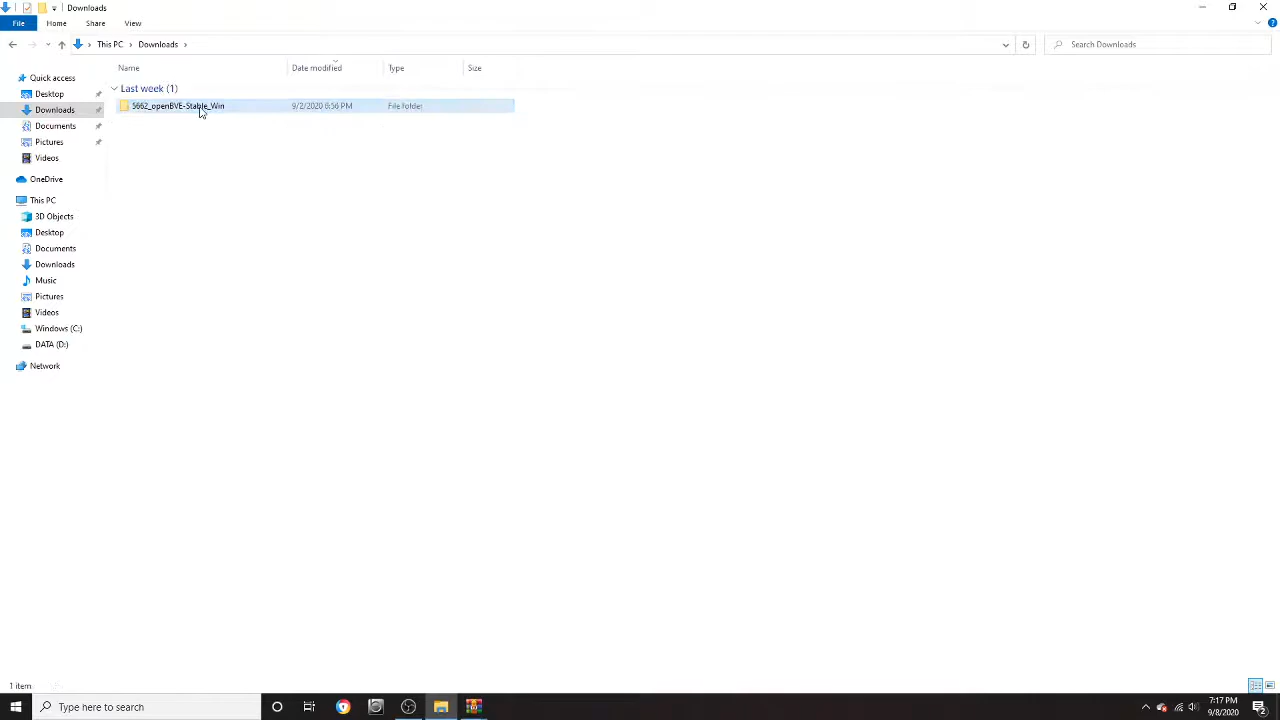 Downloads
File Home Share View
This PC Downloads Search Downloads
Name Date modified Type Size
Quick access
Last week (1)
Desktop
5662_openBVE-Stable_Win 9/2/2020 6:56 PM File folder
Downloads
Documents
Pictures
Videos
OneDrive
This PC
3D Objects
Desktop
Documents
Downloads
Music
Pictures
Videos
Windows (C:)
DATA (D:)
Network
1 item
Type here to search
7:17 PM
9/8/2020
2